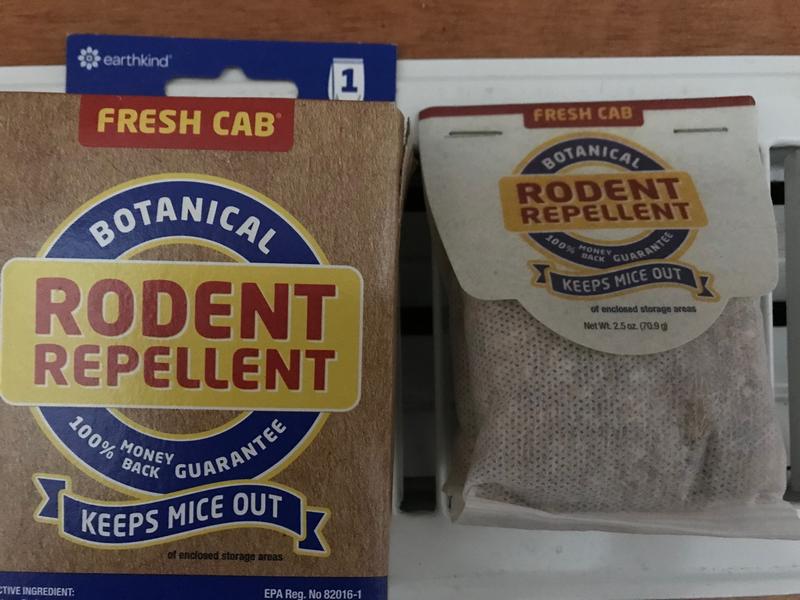 earthkind®
1
FRESH CAB®
BOTANICAL
RODENT
REPELLENT
100% MONEY BACK GUARANTEE
KEEPS MICE OUT
of enclosed storage areas
INGREDIENT:
EPA Reg. No 82016-1
FRESH CAB®
BOTANICAL
RODENT
REPELLENT
100% MONEY BACK GUARANTEE
KEEPS MICE OUT
of enclosed storage areas
Net Wt. 2.5 oz. (70.9 g)